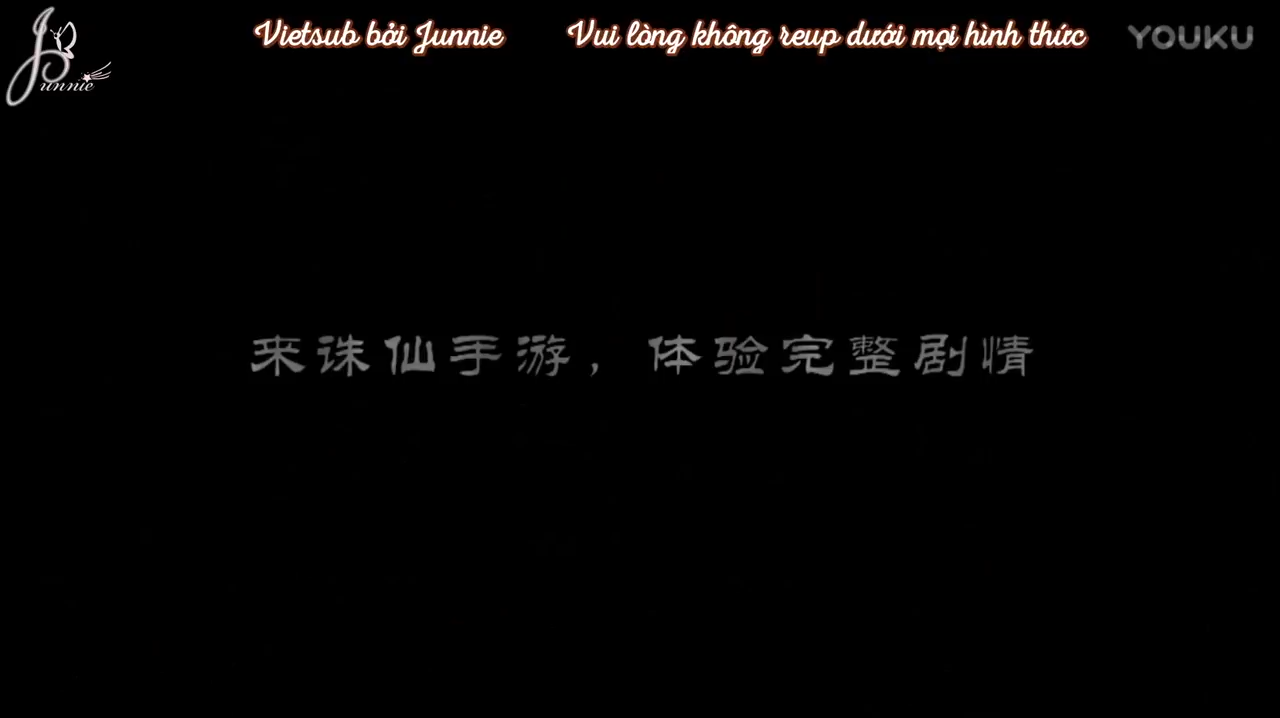 Junnie
Vietsub bởi Junnie
Vui lòng không reup dưới mọi hình thức
YOUKU
来诛仙手游，体验完整剧情